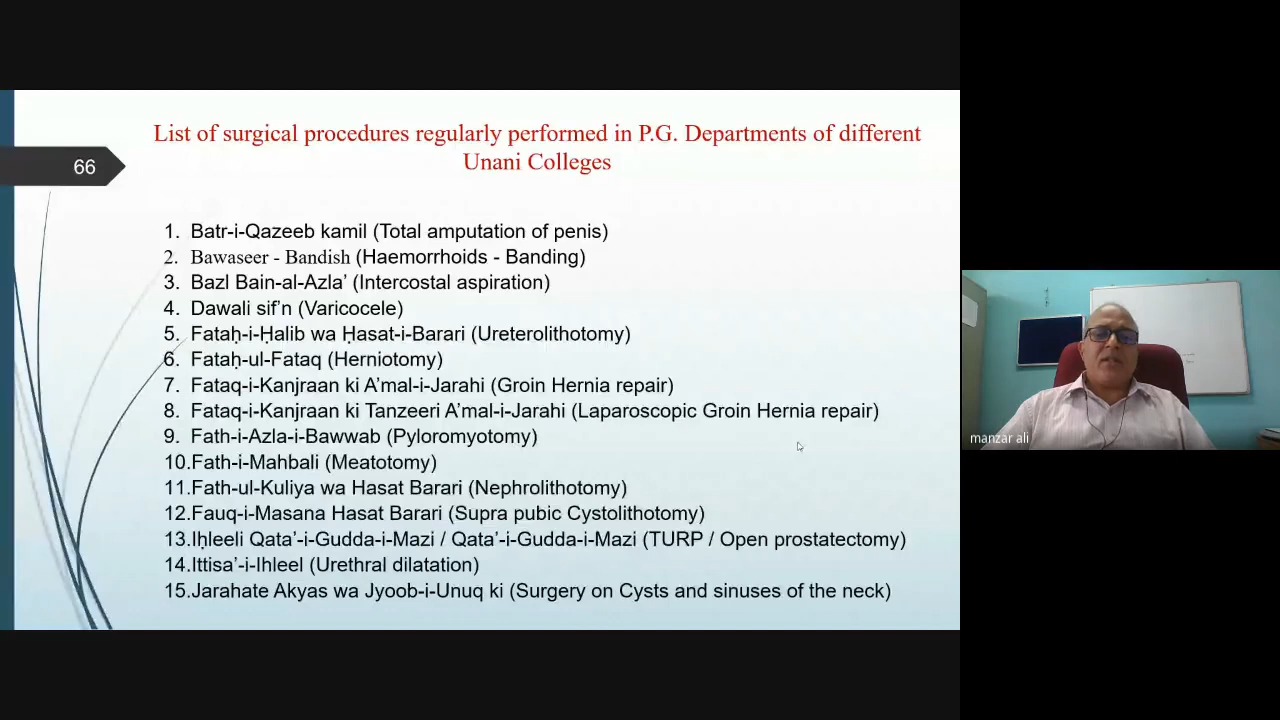 List of surgical procedures regularly performed in P.G. Departments of different
Unani Colleges
66
1. Batr-i-Qazeeb kamil (Total amputation of penis)
2. Bawaseer - Bandish (Haemorrhoids - Banding)
3. Bazl Bain-al-Azla’ (Intercostal aspiration)
4. Dawali sif’n (Varicocele)
5. Fataḥ-i-Ḥalib wa Ḥasat-i-Barari (Ureterolithotomy)
6. Fataḥ-ul-Fataq (Herniotomy)
7. Fataq-i-Kanjraan ki A’mal-i-Jarahi (Groin Hernia repair)
8. Fataq-i-Kanjraan ki Tanzeeri A’mal-i-Jarahi (Laparoscopic Groin Hernia repair)
9. Fath-i-Azla-i-Bawwab (Pyloromyotomy)
10.Fath-i-Mahbali (Meatotomy)
11.Fath-ul-Kuliya wa Hasat Barari (Nephrolithotomy)
12.Fauq-i-Masana Hasat Barari (Supra pubic Cystolithotomy)
13.Iḥleeli Qata’-i-Gudda-i-Mazi / Qata’-i-Gudda-i-Mazi (TURP / Open prostatectomy)
14.Ittisa’-i-Ihleel (Urethral dilatation)
15.Jarahate Akyas wa Jyoob-i-Unuq ki (Surgery on Cysts and sinuses of the neck)
manzar ali